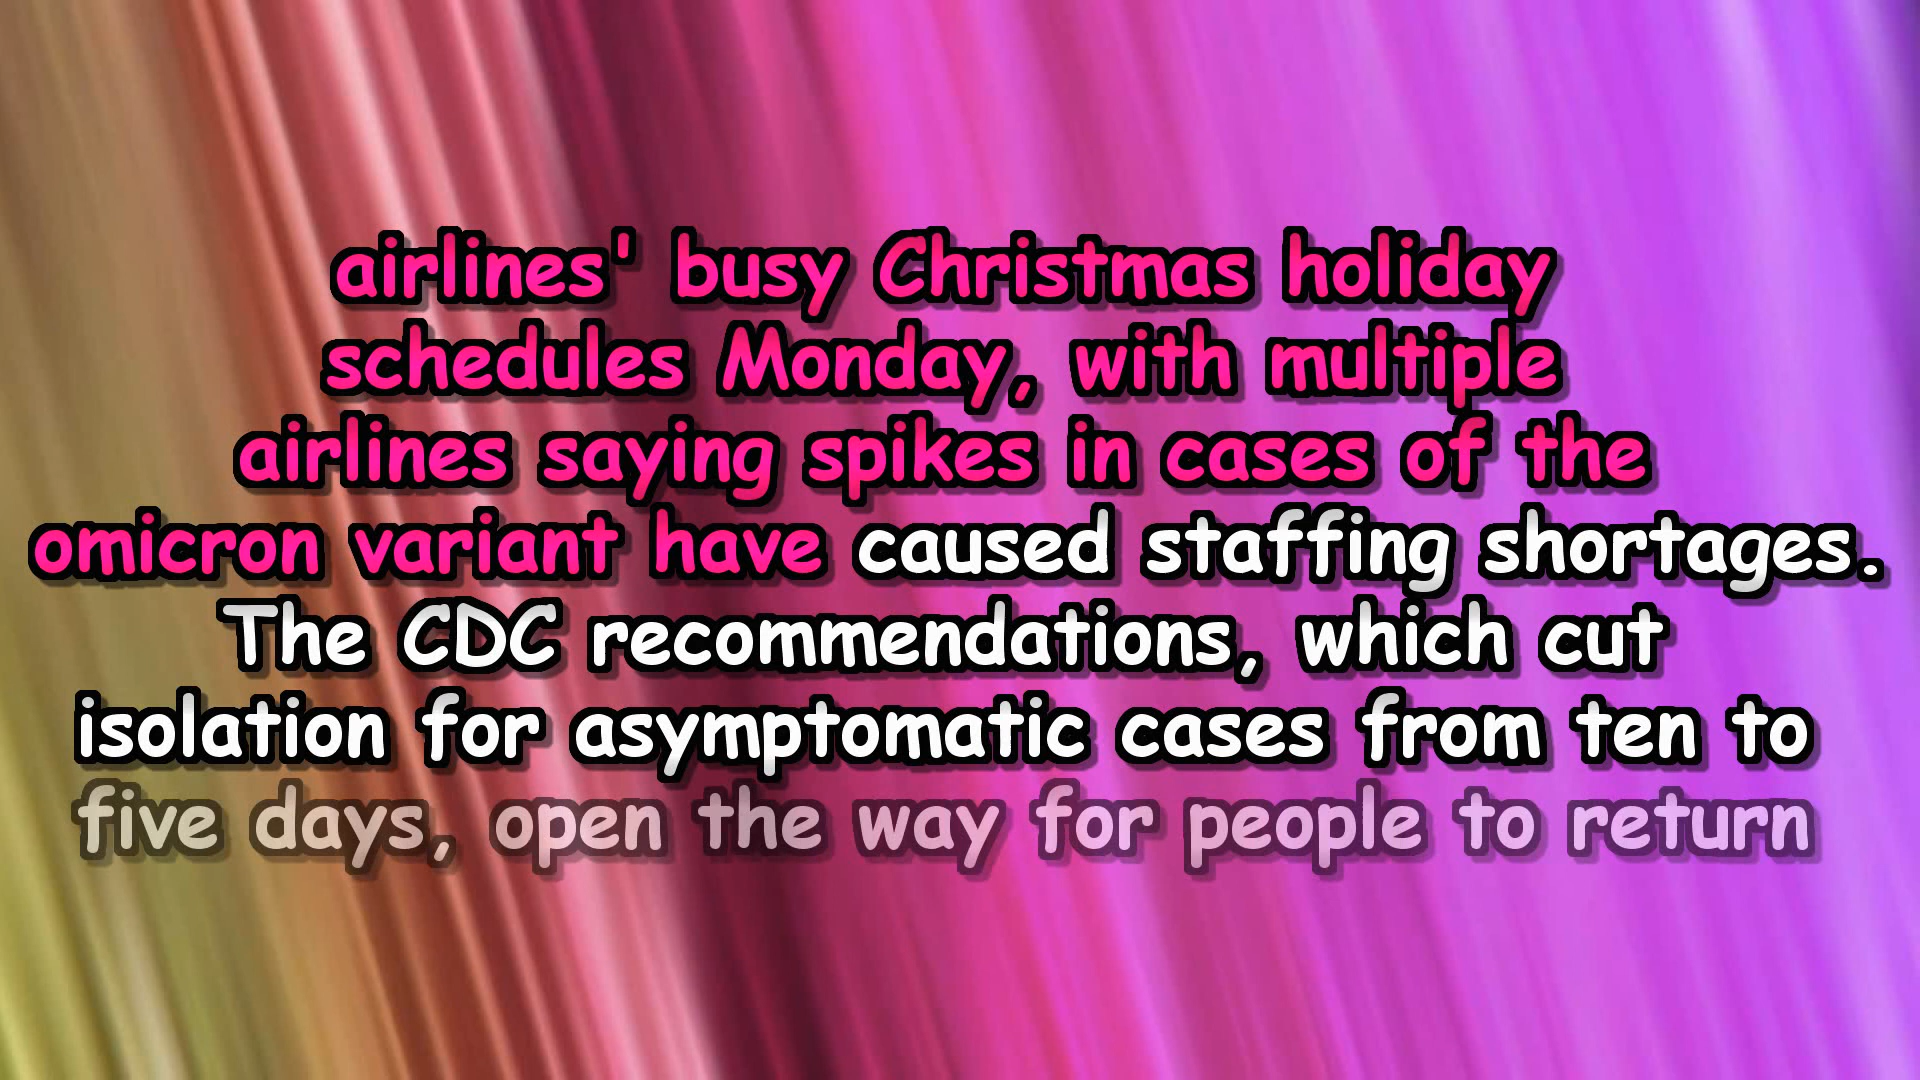 airlines' busy Christmas holiday
schedules Monday, with multiple
airlines saying spikes in cases of the
omicron variant have caused staffing shortages.
The CDC recommendations, which cut
isolation for asymptomatic cases from ten to
five days, open the way for people to return